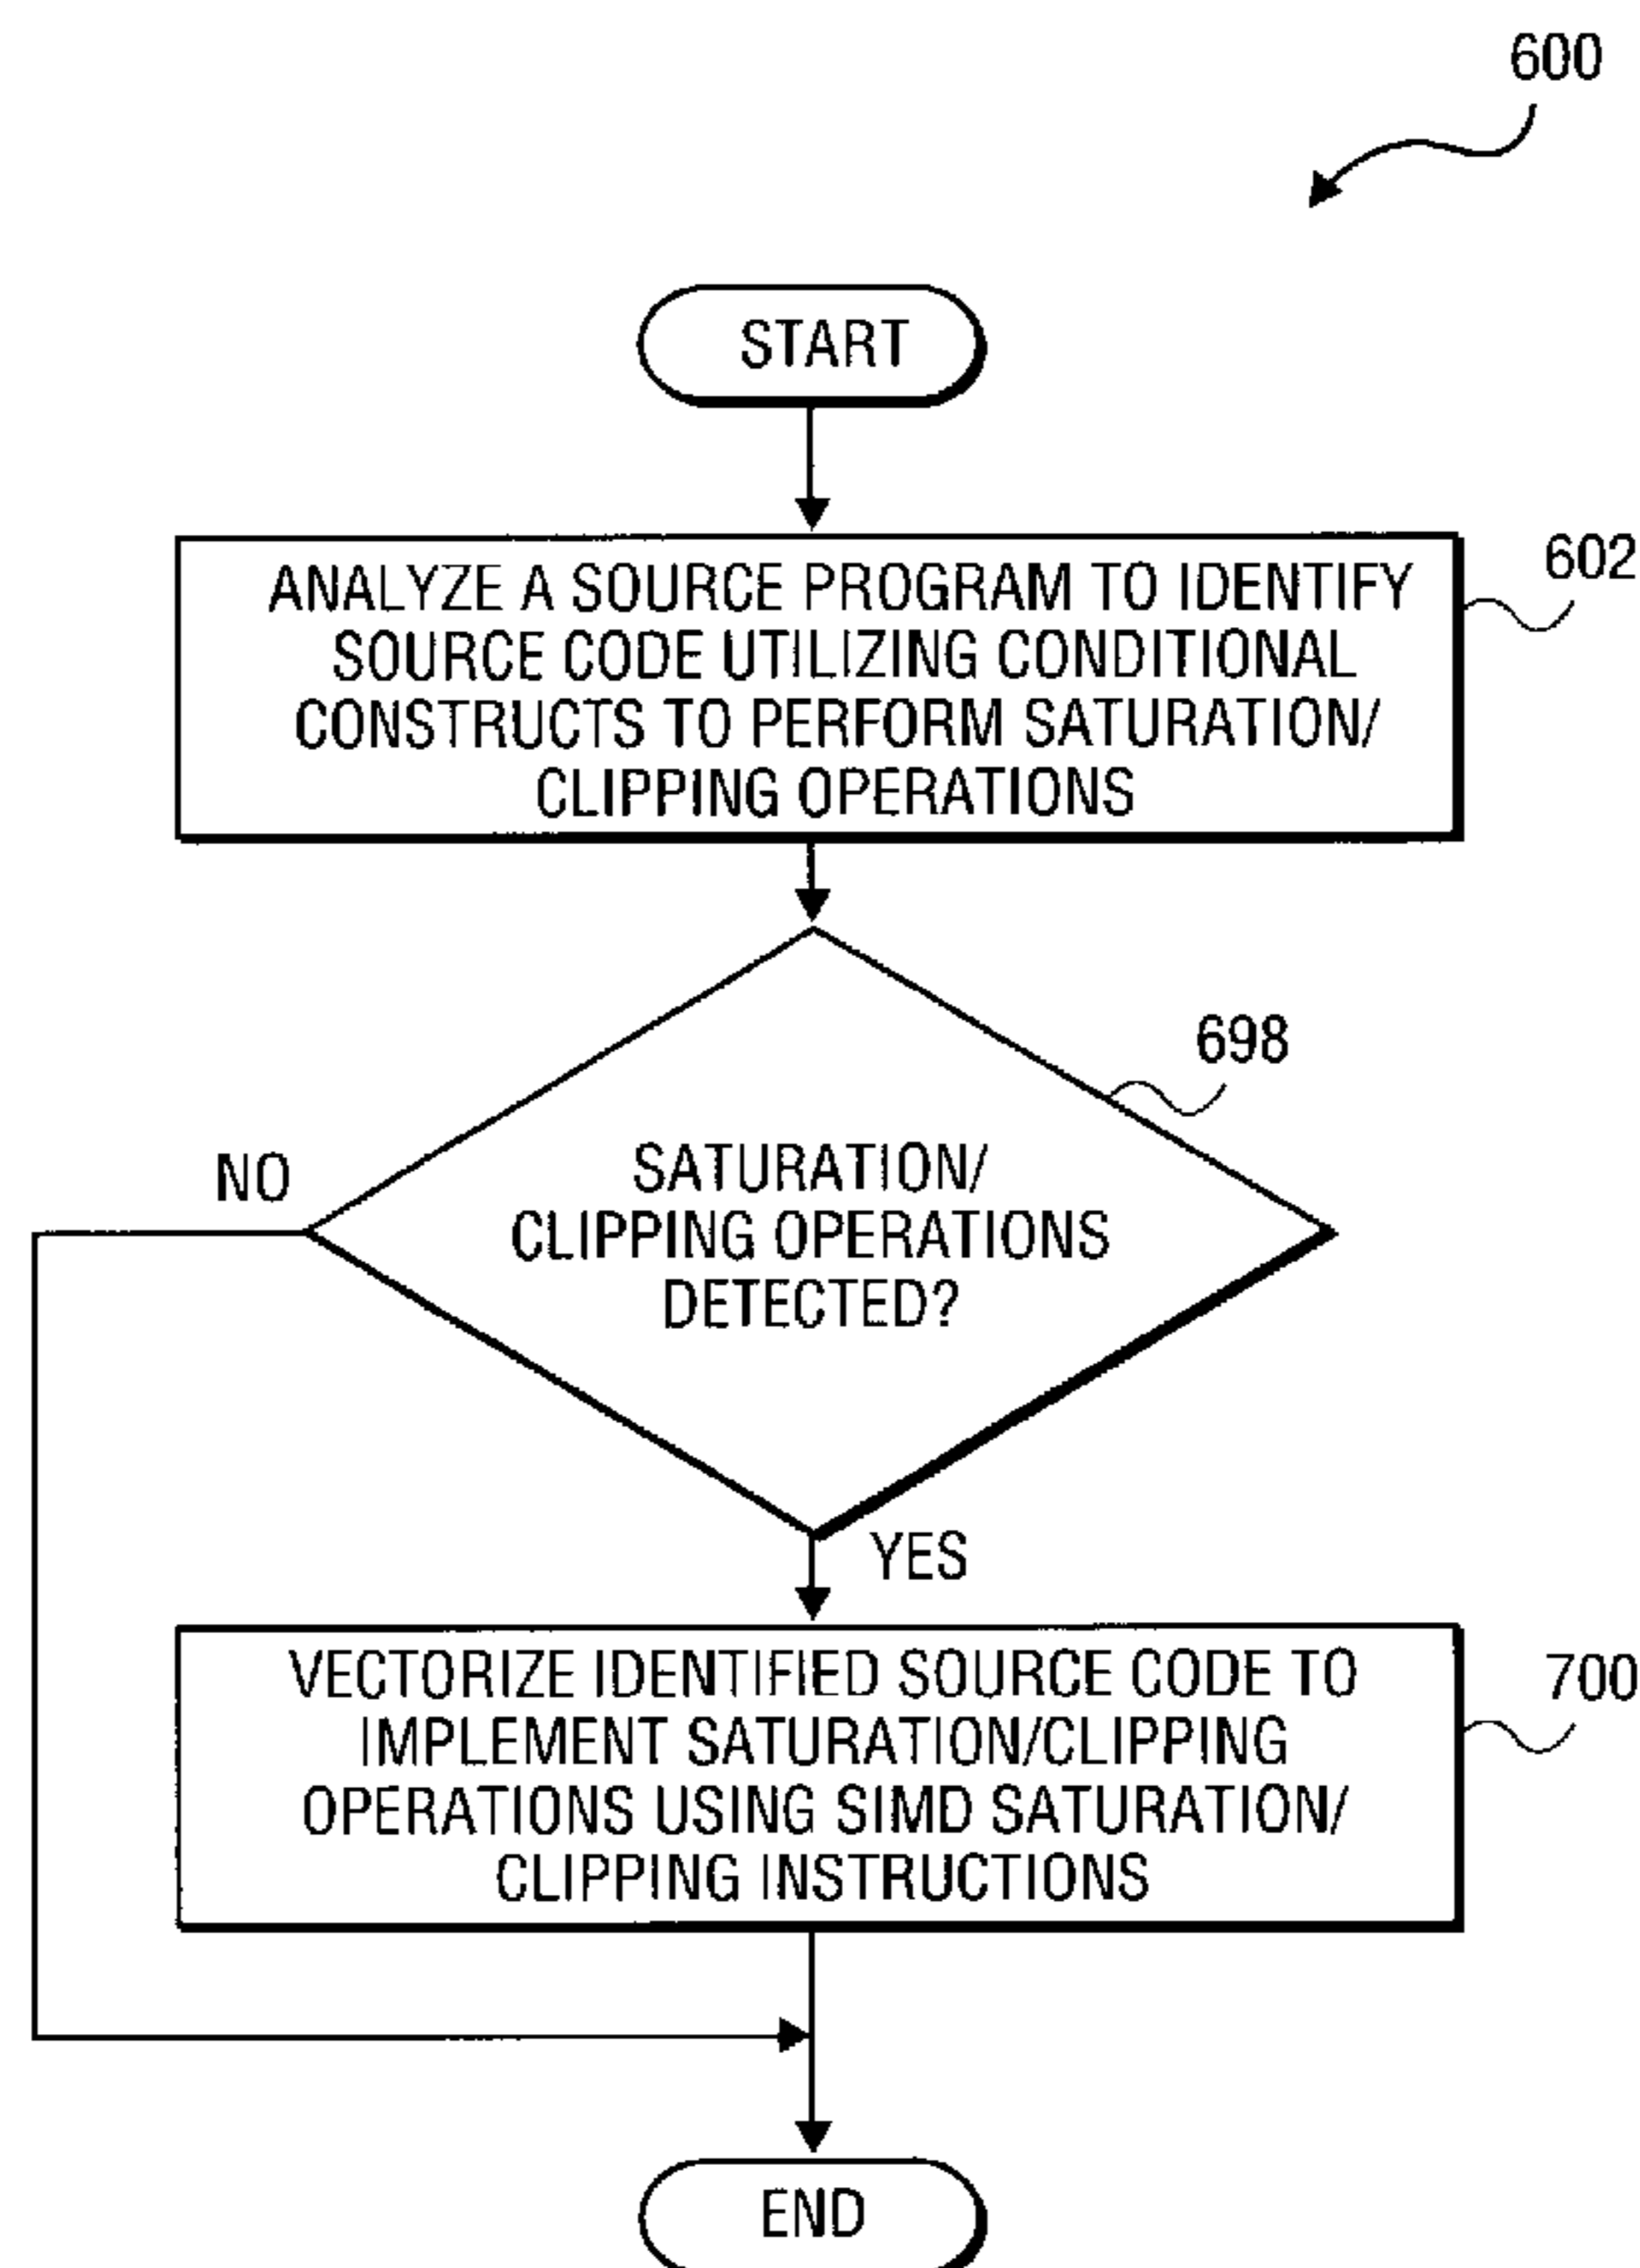 600
START
ANALYZE A SOURCE PROGRAM TO IDENTIFY
SOURCE CODE UTILIZING CONDITIONAL
CONSTRUCTS TO PERFORM SATURATION/
CLIPPING OPERATIONS
602
698
SATURATION/
CLIPPING OPERATIONS
DETECTED?
NO
YES
VECTORIZE IDENTIFIED SOURCE CODE TO
IMPLEMENT SATURATION/CLIPPING
OPERATIONS USING SIMD SATURATION/
CLIPPING INSTRUCTIONS
700
END